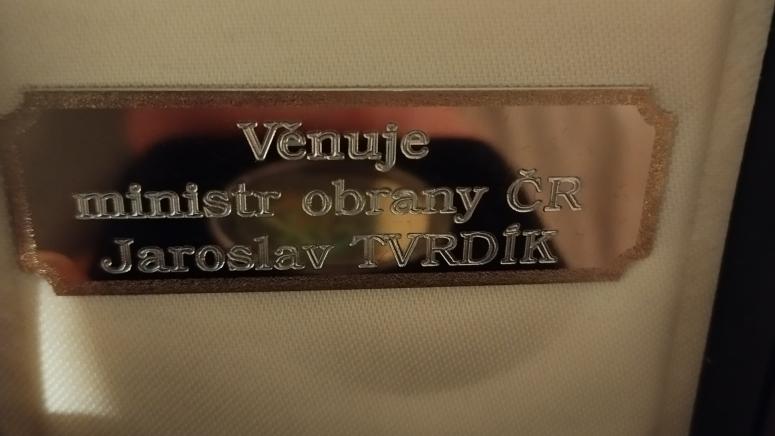 Věnuje
ministr obrany ČR
Jaroslav TVRDÍK